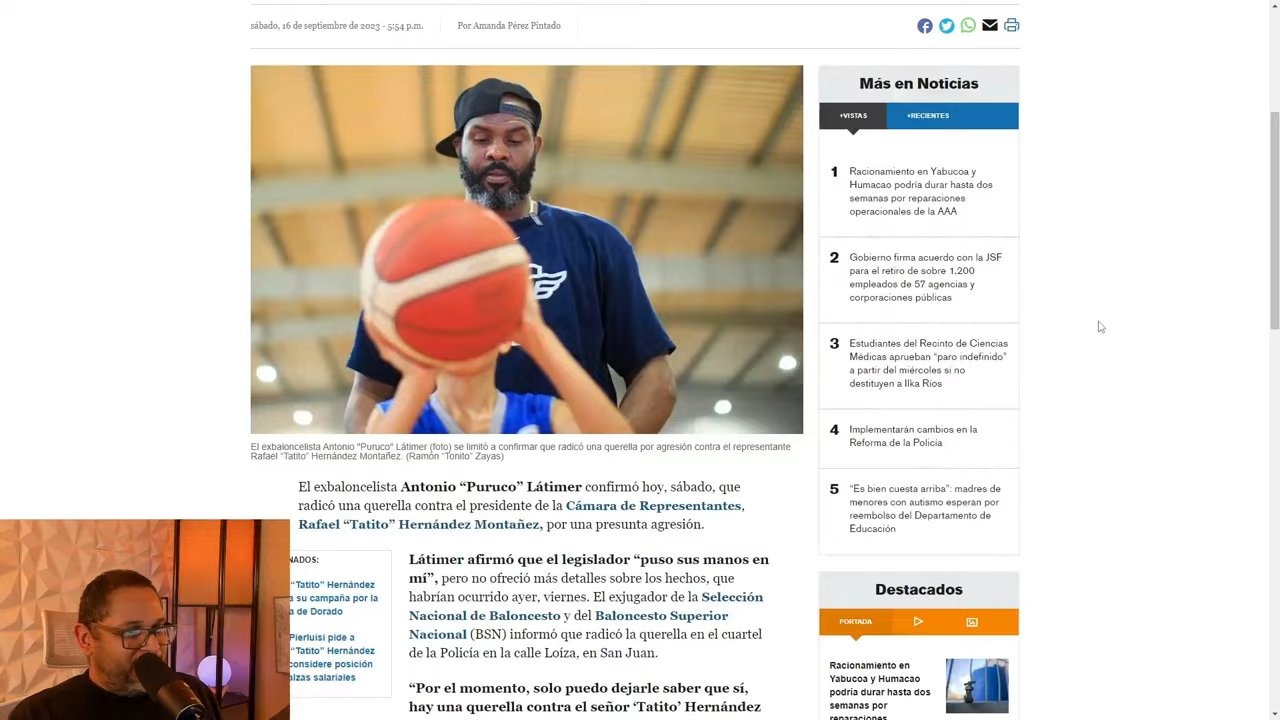 sábado, 16 de septiembre de 2023 - 5:54 p.m.
Por Amanda Pérez Pintado
El exbaloncelista Antonio "Puruco" Látimer (foto) se limitó a confirmar que radicó una querella por agresión contra el representante
Rafael "Tatito" Hernández Montañez. (Ramón "Tonito" Zayas)
El exbaloncelista Antonio “Puruco” Látimer confirmó hoy, sábado, que
radicó una querella contra el presidente de la Cámara de Representantes,
Rafael “Tatito” Hernández Montañez, por una presunta agresión.
NADOS:
“Tatito” Hernández
a su campaña por la
a de Dorado
Pierluisi pide a
“Tatito” Hernández
considere posición
alzas salariales
Látimer afirmó que el legislador “puso sus manos en
mí”, pero no ofreció más detalles sobre los hechos, que
habrían ocurrido ayer, viernes. El exjugador de la Selección
Nacional de Baloncesto y del Baloncesto Superior
Nacional (BSN) informó que radicó la querella en el cuartel
de la Policía en la calle Loíza, en San Juan.
“Por el momento, solo puedo dejarle saber que sí,
hay una querella contra el señor ‘Tatito’ Hernández
Más en Noticias
+VISTAS
+RECIENTES
1
Racionamiento en Yabucoa y
Humacao podría durar hasta dos
semanas por reparaciones
operacionales de la AAA
2
Gobierno firma acuerdo con la JSF
para el retiro de sobre 1,200
empleados de 57 agencias y
corporaciones públicas
3
Estudiantes del Recinto de Ciencias
Médicas aprueban “paro indefinido”
a partir del miércoles si no
destituyen a Ilka Rios
4
Implementarán cambios en la
Reforma de la Policía
5
“Es bien cuesta arriba”: madres de
menores con autismo esperan por
reembolso del Departamento de
Educación
Destacados
PORTADA
Racionamiento en
Yabucoa y Humacao
podría durar hasta dos
semanas por
reparaciones